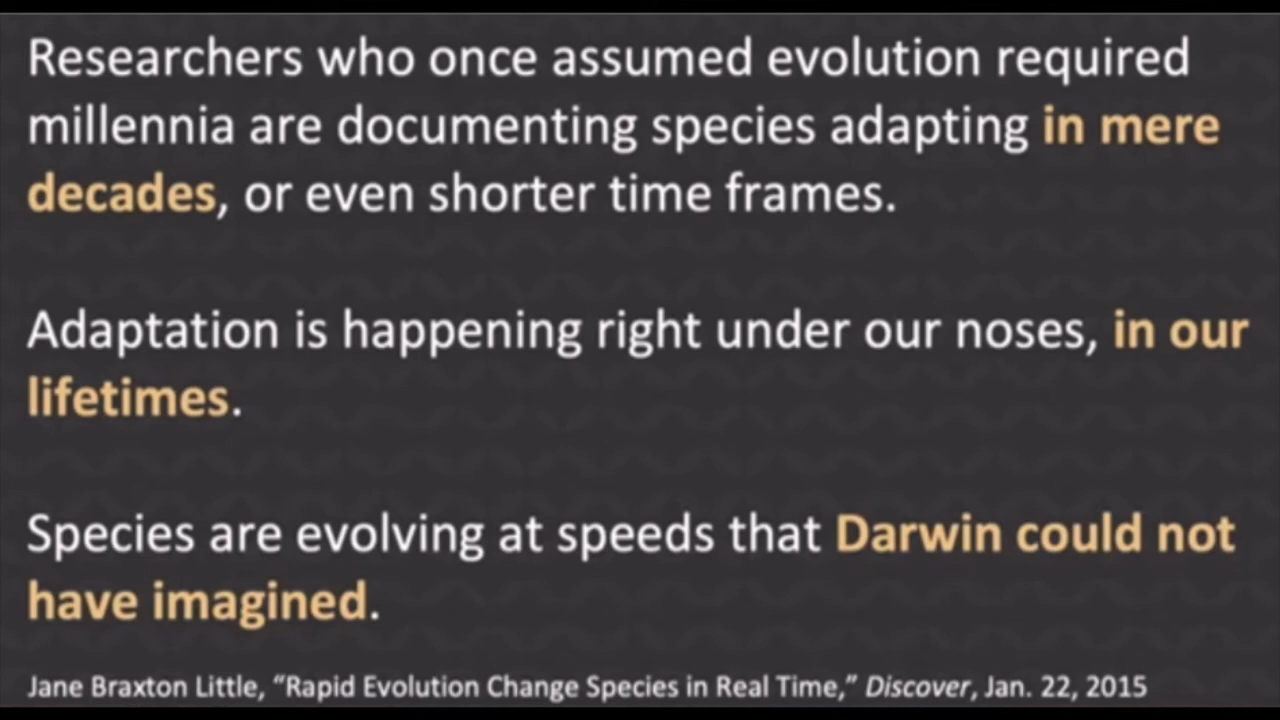 Researchers who once assumed evolution required
millennia are documenting species adapting in mere
decades, or even shorter time frames.
Adaptation is happening right under our noses, in our
lifetimes.
Species are evolving at speeds that Darwin could not
have imagined.
Jane Braxton Little, “Rapid Evolution Change Species in Real Time,” Discover, Jan. 22, 2015